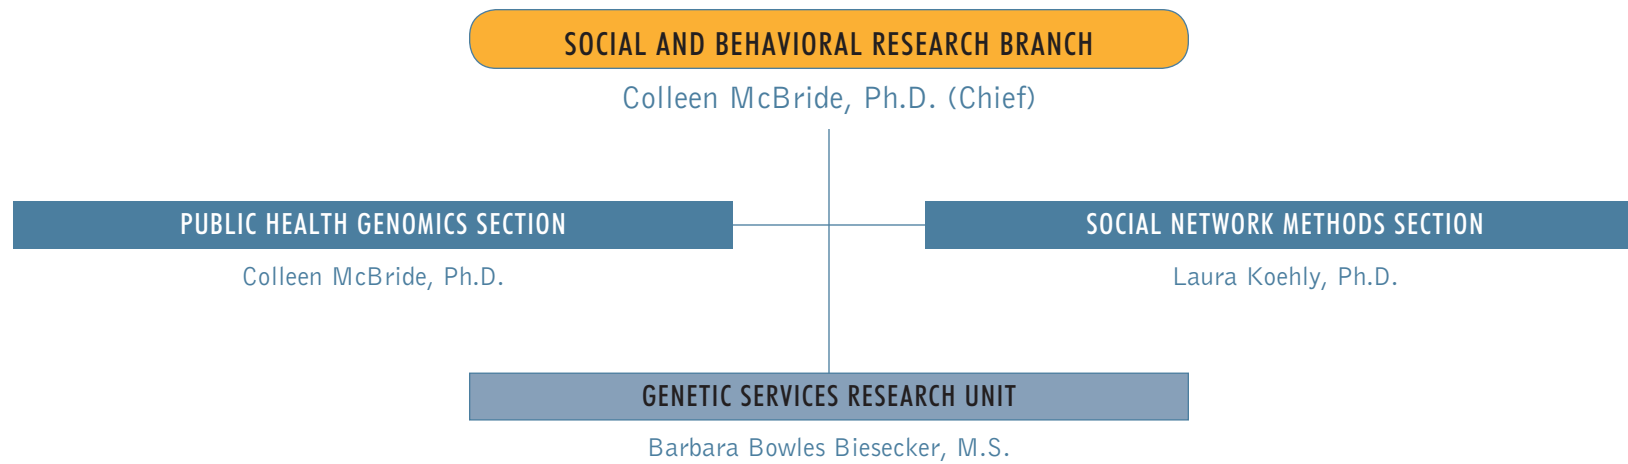 SOCIAL AND BEHAVIORAL RESEARCH BRANCH
Colleen McBride, Ph.D. (Chief)
PUBLIC HEALTH GENOMICS SECTION
Colleen McBride, Ph.D.
SOCIAL NETWORK METHODS SECTION
Laura Koehly, Ph.D.
GENETIC SERVICES RESEARCH UNIT
Barbara Bowles Biesecker, M.S.